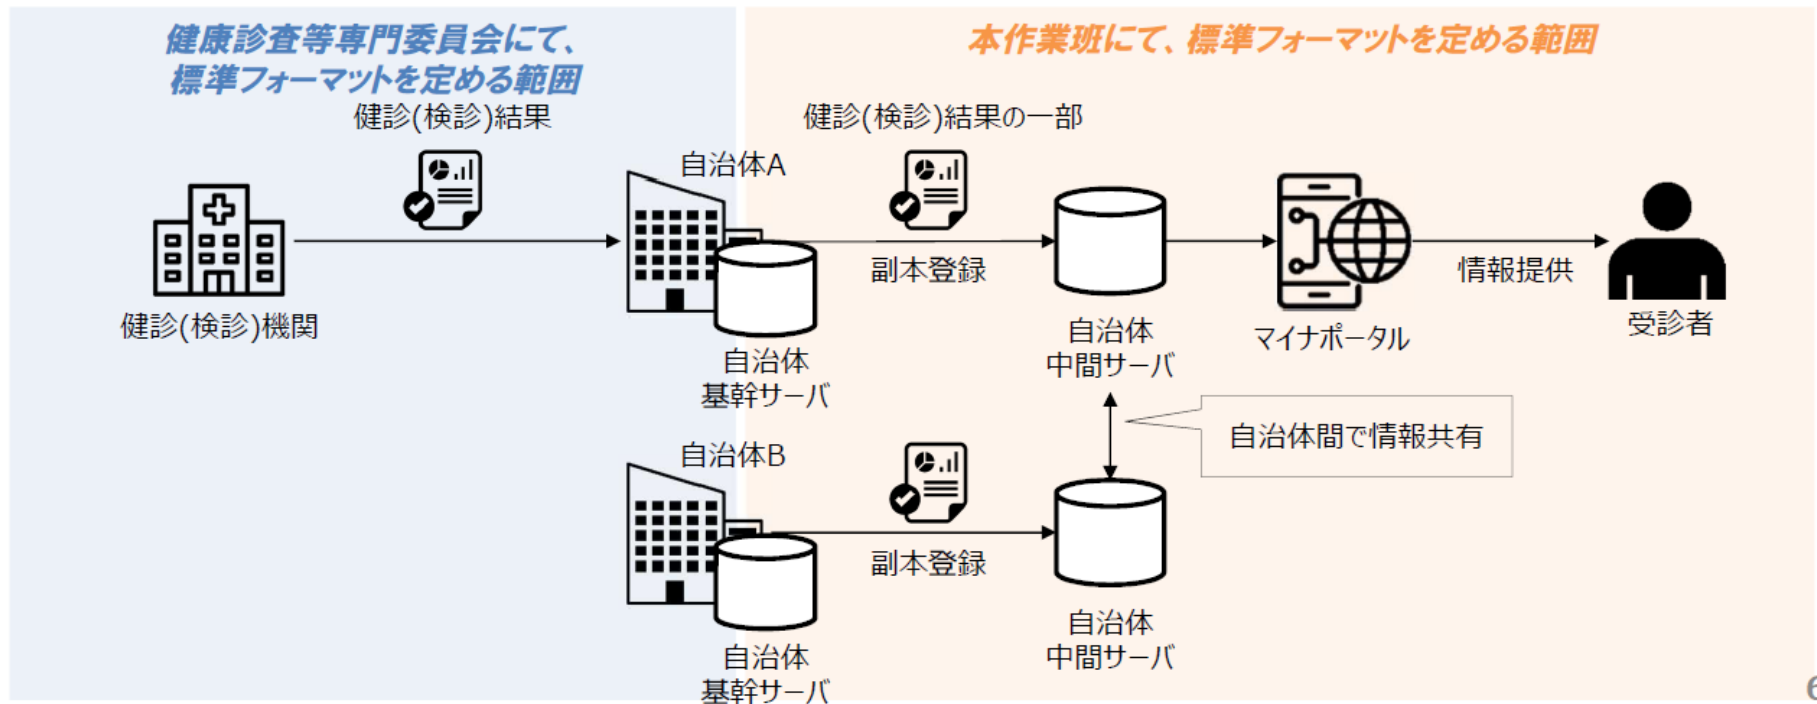 健康診査等専門委員会にて、
標準フォーマットを定める範囲
本作業班にて、標準フォーマットを定める範囲
健診(検診)結果
健診(検診)結果の一部
自治体A
副本登録
情報提供
健診(検診)機関
自治体
基幹サーバ
自治体
中間サーバ
マイナポータル
受診者
自治体間で情報共有
自治体B
副本登録
自治体
基幹サーバ
自治体
中間サーバ
6